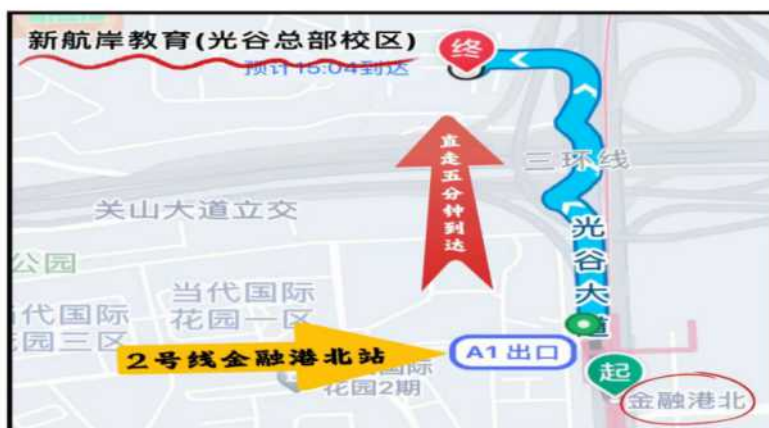 新航岸教育(光谷总部校区)
终
预计15:04到达
直走五分钟到达
三环线
关山大道立交
光谷大道
公园
当代国际
花园一区
代国际
花园三区
2号线金融港北站
A1 出口
国际
花园2期
起
金融港北